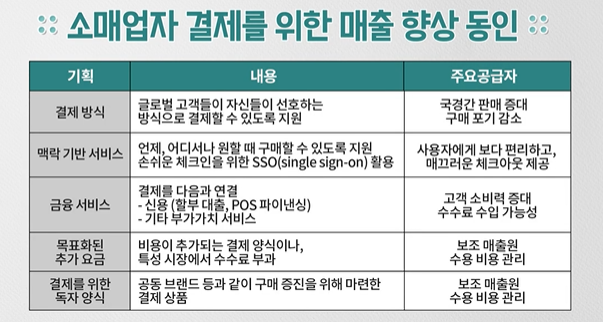 소매업자 결제를 위한 매출 향상 동인
기획
내용
주요공급자
결제 방식
글로벌 고객들이 자신들이 선호하는
방식으로 결제할 수 있도록 지원
국경간 판매 증대
구매 포기 감소
맥락 기반 서비스
언제, 어디서나 원할 때 구매할 수 있도록 지원
손쉬운 체크인을 위한 SSO(single sign-on) 활용
사용자에게 보다 편리하고,
매끄러운 체크아웃 제공
금융 서비스
결제를 다음과 연결
- 신용 (할부 대출, POS 파이낸싱)
- 기타 부가가치 서비스
고객 소비력 증대
수수료 수입 가능성
목표화된
추가 요금
비용이 추가되는 결제 양식이나,
특성 시장에서 수수료 부과
보조 매출원
수용 비용 관리
결제를 위한
독자 양식
공동 브랜드 등과 같이 구매 증진을 위해 마련한
결제 상품
보조 매출원
수용 비용 관리